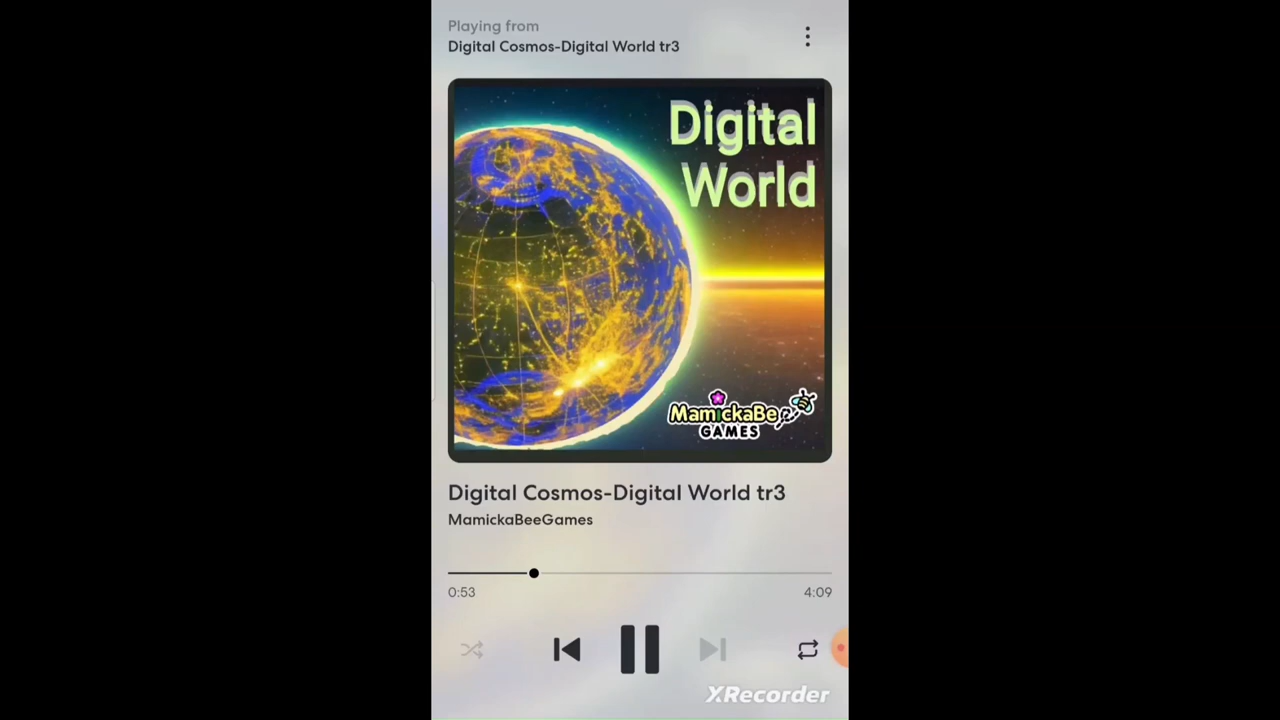 Playing from
Digital Cosmos-Digital World tr3
Digital
World
MamickaBee
GAMES
Digital Cosmos-Digital World tr3
MamickaBeeGames
0:53
4:09
XRecorder